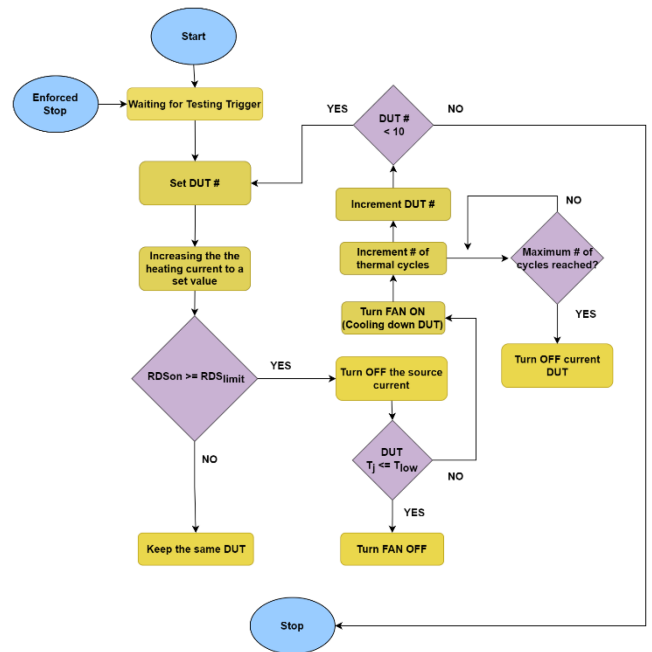 Start
Enforced
Stop
Waiting for Testing Trigger
YES
DUT #
< 10
NO
Set DUT #
Increment DUT #
NO
Increasing the the
heating current to a
set value
Increment # of
thermal cycles
Maximum # of
cycles reached?
Turn FAN ON
(Cooling down DUT)
YES
RDSon >= RDSlimit
YES
Turn OFF the source
current
Turn OFF current
DUT
NO
DUT
Tj <= Tlow
NO
YES
Keep the same DUT
Turn FAN OFF
Stop